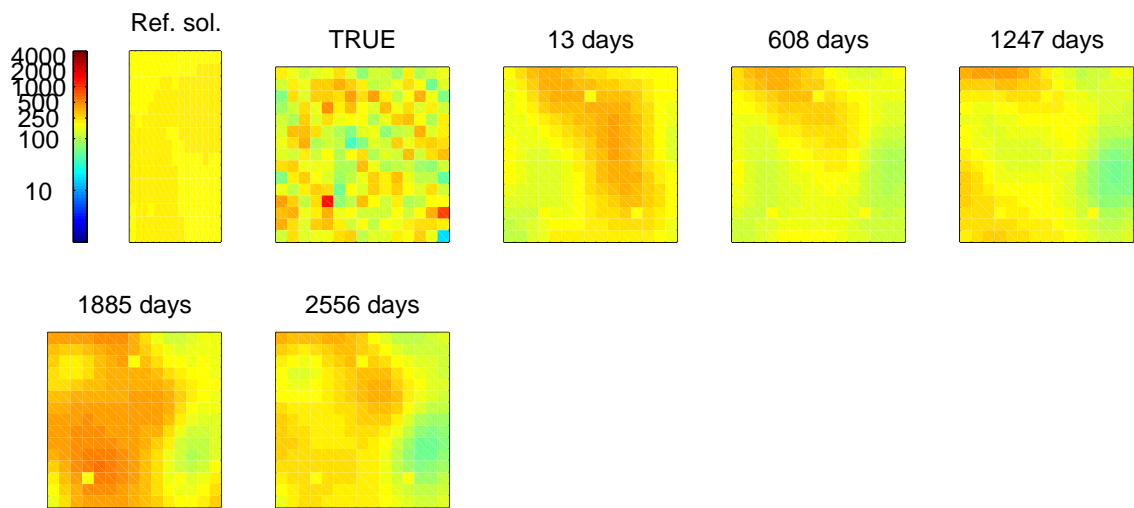 Ref. sol.
TRUE
13 days
608 days
1247 days
4000
2000
1000
500
250
100
10
1885 days
2556 days